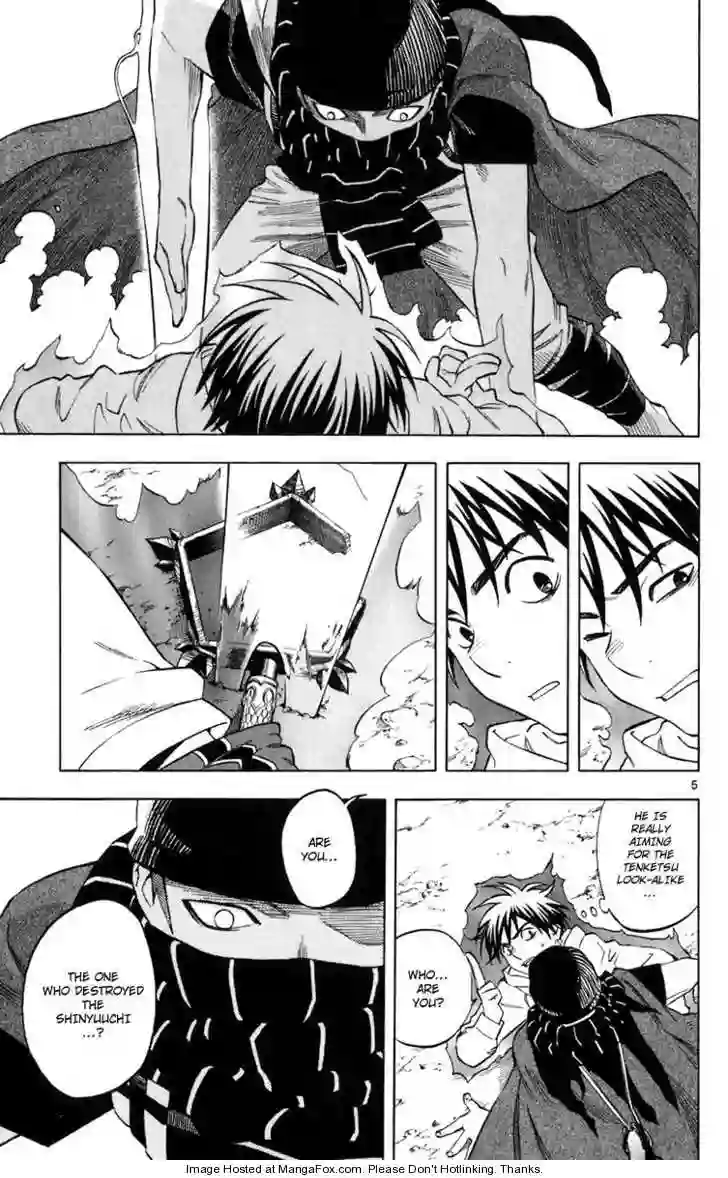 5
HE IS
REALLY
AIMING
FOR THE
TENKETSU
LOOK-ALIKE
...
WHO...
ARE
YOU?
ARE
YOU...
THE ONE
WHO DESTROYED
THE
SHINYUUCHI
...?
Image Hosted at MangaFox.com. Please Don't Hotlinking. Thanks.